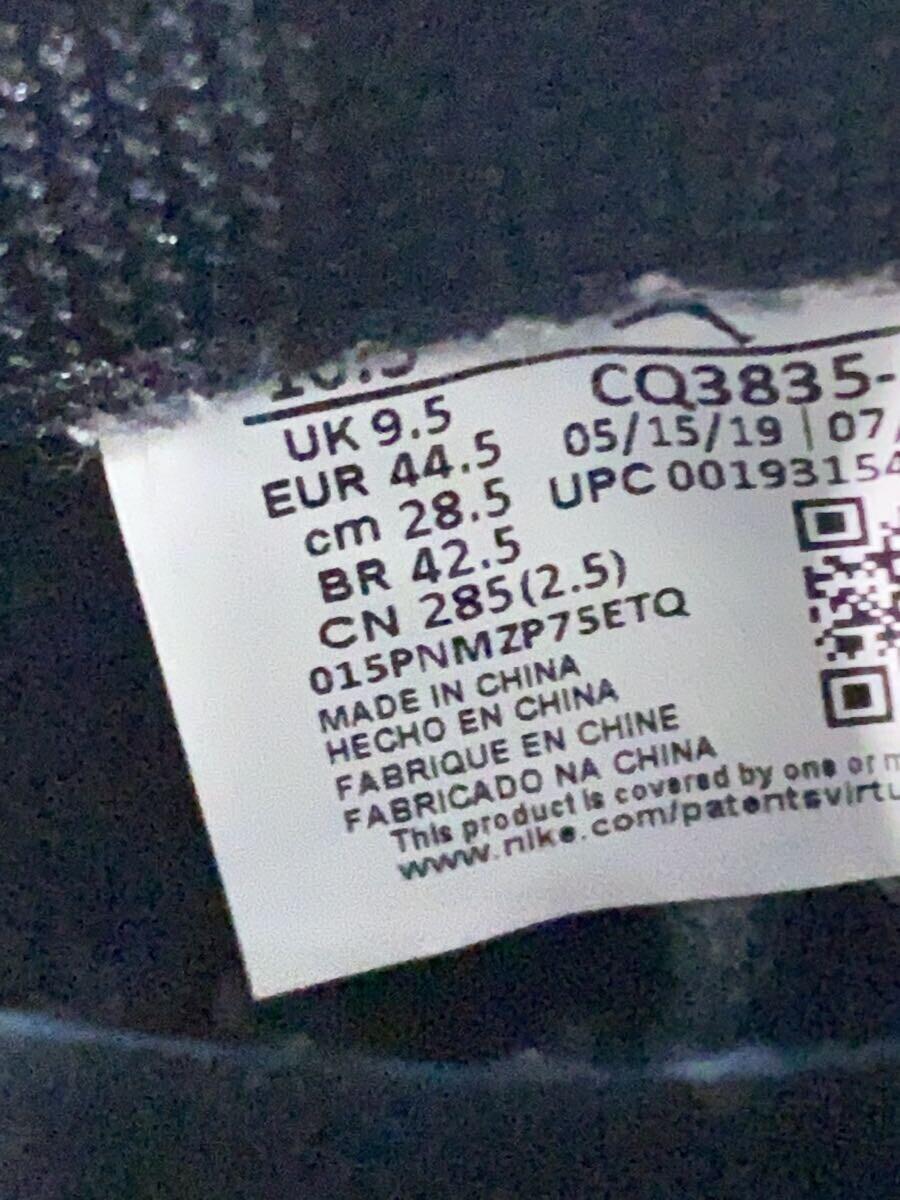 10.5
CQ3835-
UK 9.5
05/15/19 | 07/
EUR 44.5
UPC 00193154
cm 28.5
BR 42.5
CN 285(2.5)
015PNMZP75ETQ
MADE IN CHINA
HECHO EN CHINA
FABRIQUE EN CHINE
FABRICADO NA CHINA
This product is covered by one or m
www.nike.com/patentsvirtu